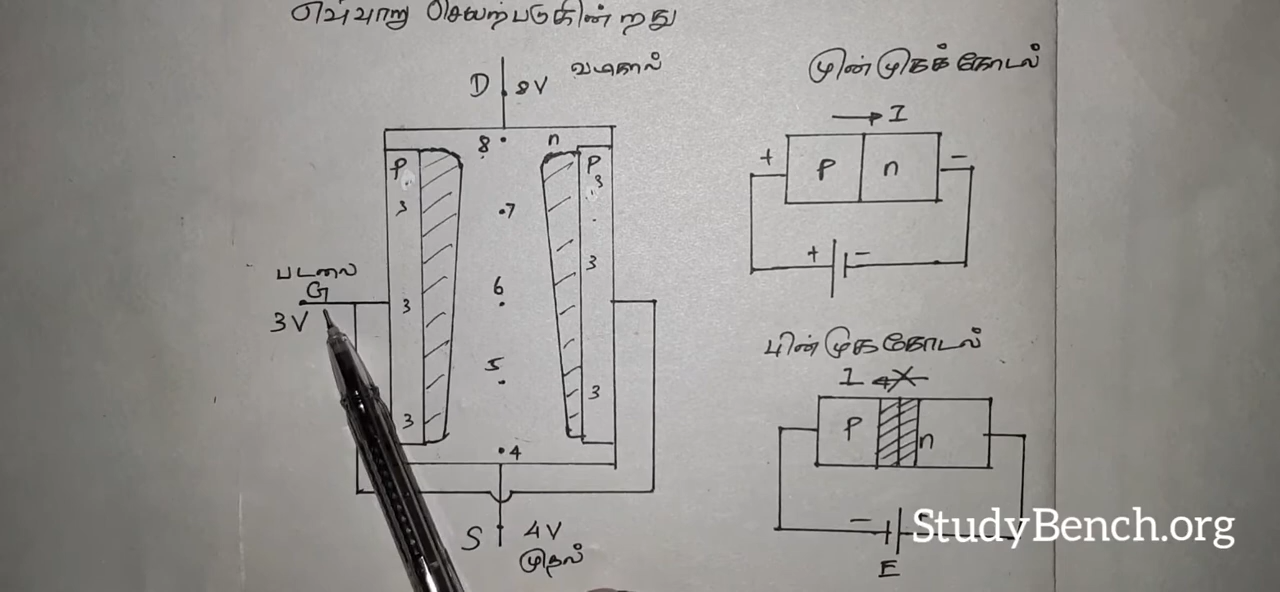 எவ்வாறு செயற்படுகின்றது
D 8V வடிகால்
8 n
P P
3
3 7
3
படலை
G
3V
3 6
5
3
3
4
S 4V
முதல்
முன்முகக்கோடல்
I
+ P n -
+ -
பின்முககோடல்
I
P n
-
E
StudyBench.org